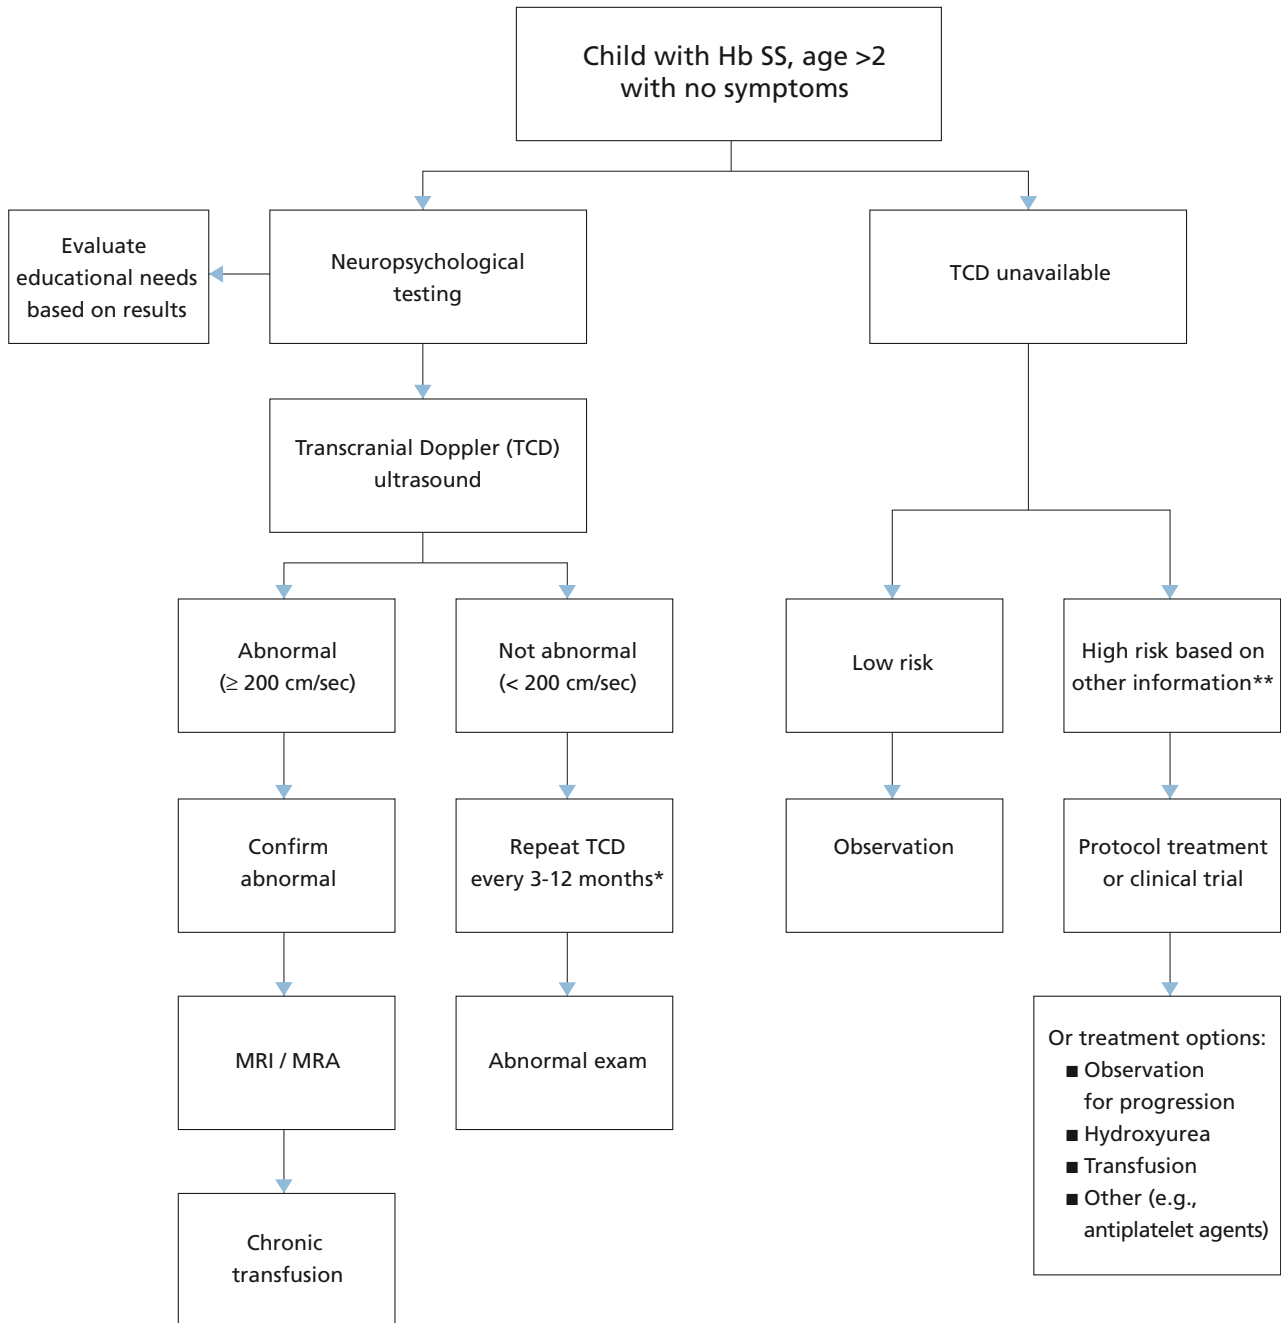 Child with Hb SS, age >2
with no symptoms
Evaluate
educational needs
based on results
Neuropsychological
testing
TCD unavailable
Transcranial Doppler (TCD)
ultrasound
Abnormal
(≥ 200 cm/sec)
Not abnormal
(< 200 cm/sec)
Low risk
High risk based on
other information**
Confirm
abnormal
Repeat TCD
every 3-12 months*
Observation
Protocol treatment
or clinical trial
MRI / MRA
Abnormal exam
Or treatment options:
■ Observation
for progression
■ Hydroxyurea
■ Transfusion
■ Other (e.g.,
antiplatelet agents)
Chronic
transfusion